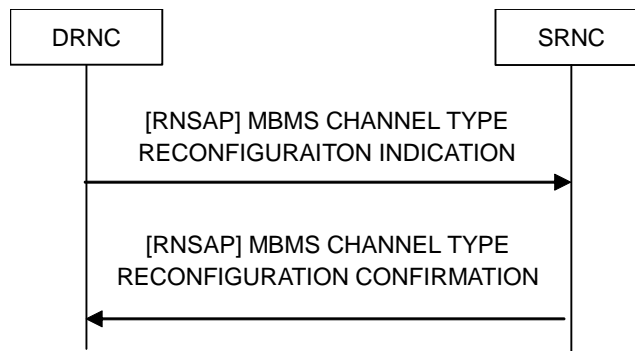 DRNC
SRNC
[RNSAP] MBMS CHANNEL TYPE
RECONFIGURAITON INDICATION
[RNSAP] MBMS CHANNEL TYPE
RECONFIGURATION CONFIRMATION